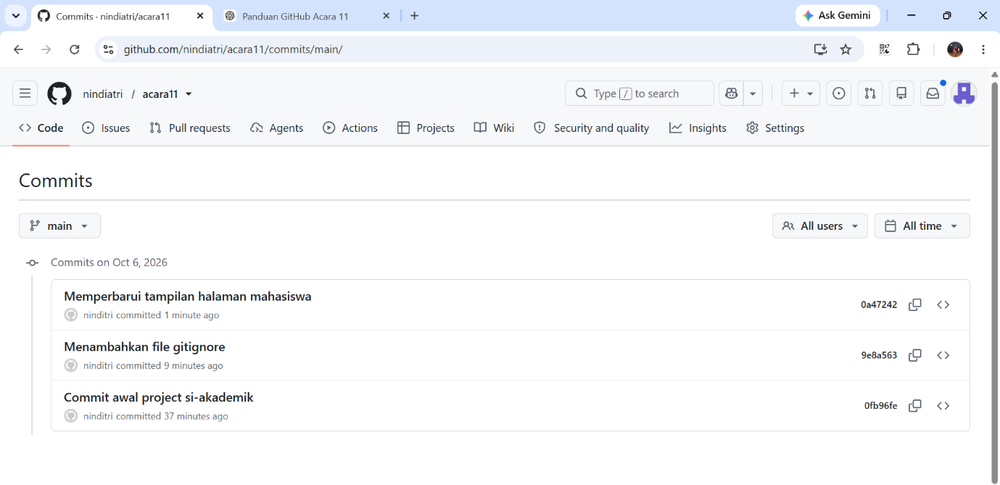 Commits · nindiatri/acara11
Panduan GitHub Acara 11
Ask Gemini
github.com/nindiatri/acara11/commits/main/
nindiatri / acara11
Type / to search
Code Issues Pull requests Agents Actions Projects Wiki Security and quality Insights Settings
Commits
main All users All time
Commits on Oct 6, 2026
Memperbarui tampilan halaman mahasiswa
ninditri committed 1 minute ago
0a47242
Menambahkan file gitignore
ninditri committed 9 minutes ago
9e8a563
Commit awal project si-akademik
ninditri committed 37 minutes ago
0fb96fe